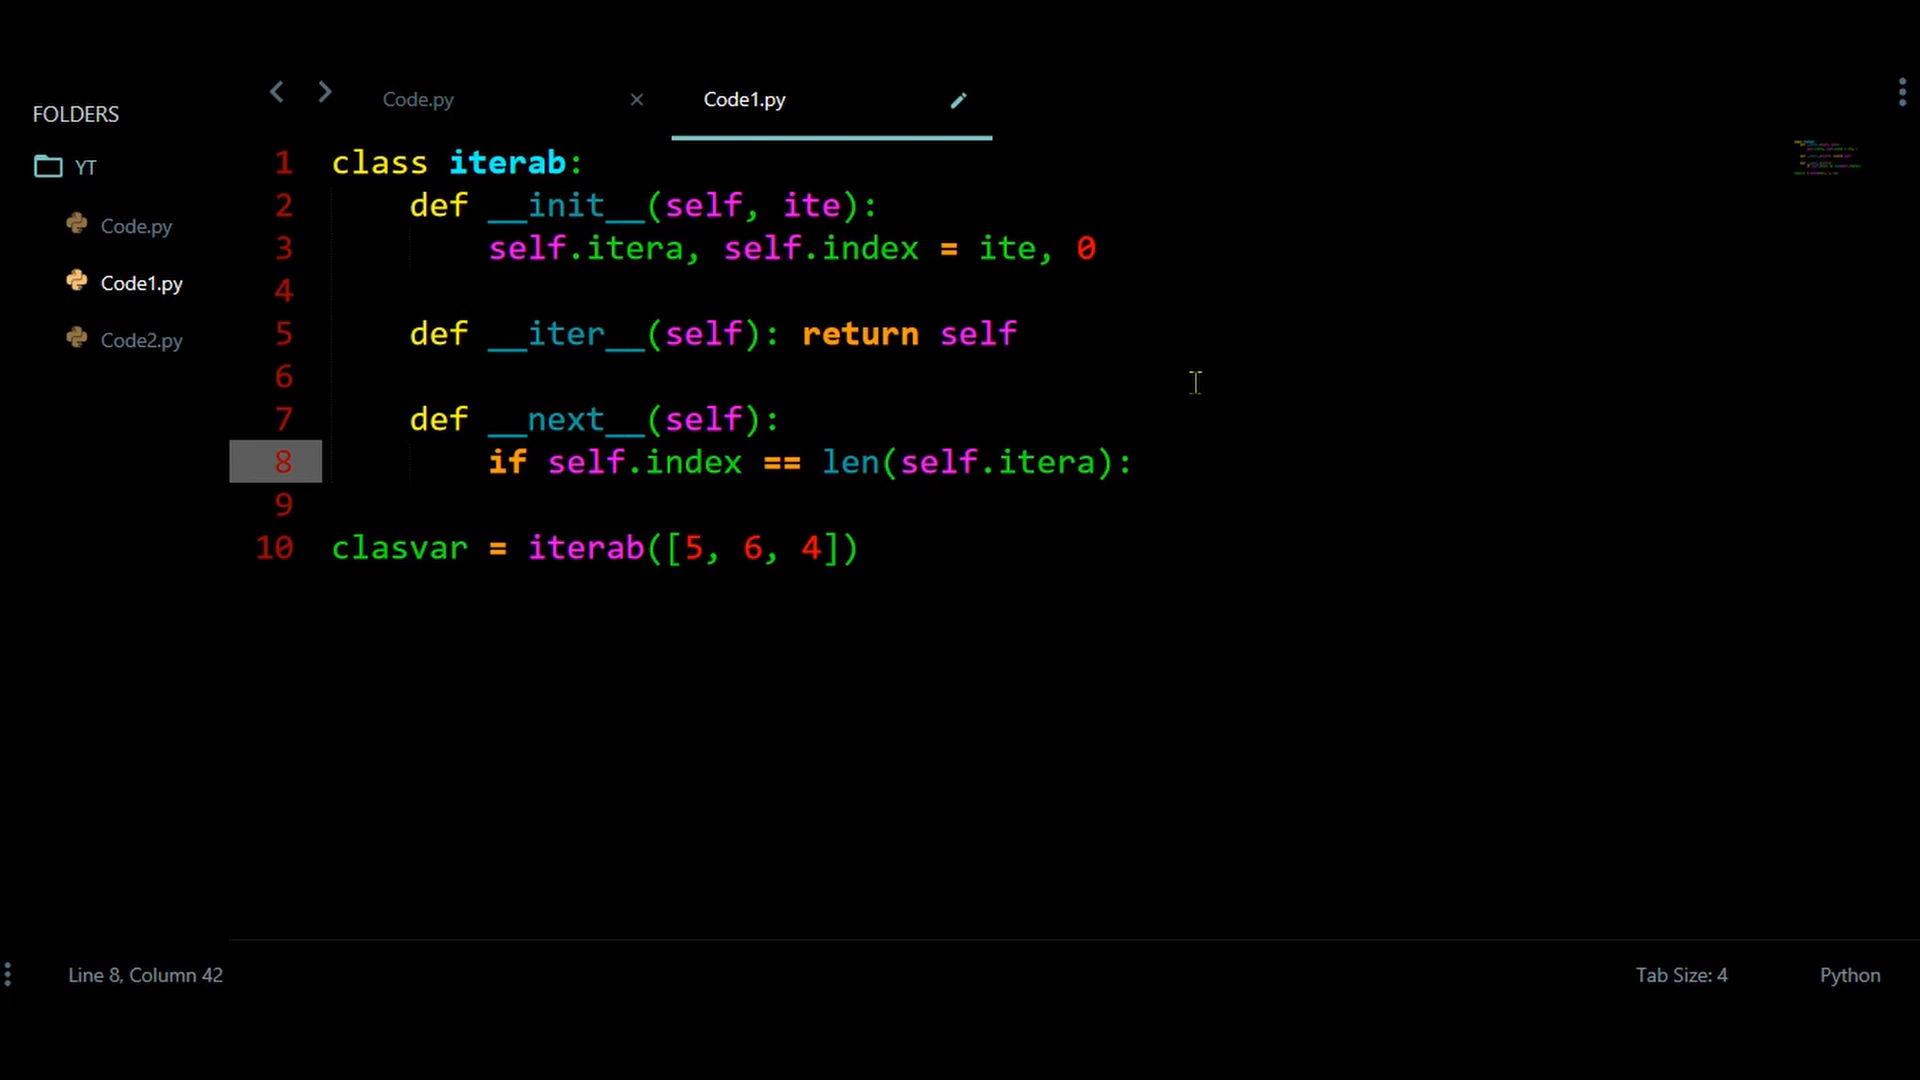 FOLDERS
YT
Code.py
Code1.py
Code2.py
Code.py
Code1.py
1 class iterab:
2     def __init__(self, ite):
3         self.itera, self.index = ite, 0
4
5     def __iter__(self): return self
6
7     def __next__(self):
8         if self.index == len(self.itera):
9
10 clasvar = iterab([5, 6, 4])
Line 8, Column 42
Tab Size: 4
Python